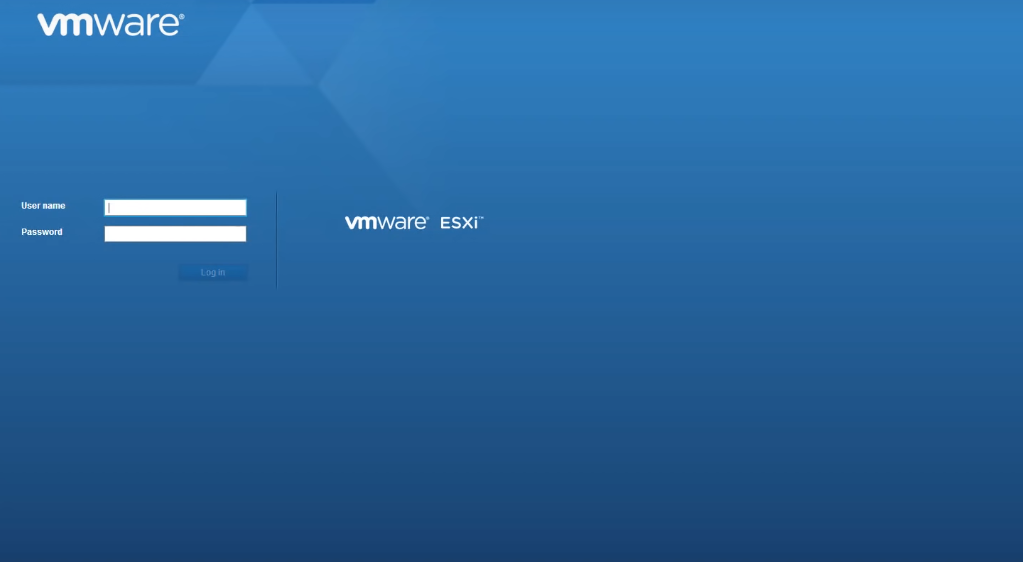 vmware®
User name
Password
Log in
vmware® ESXi™